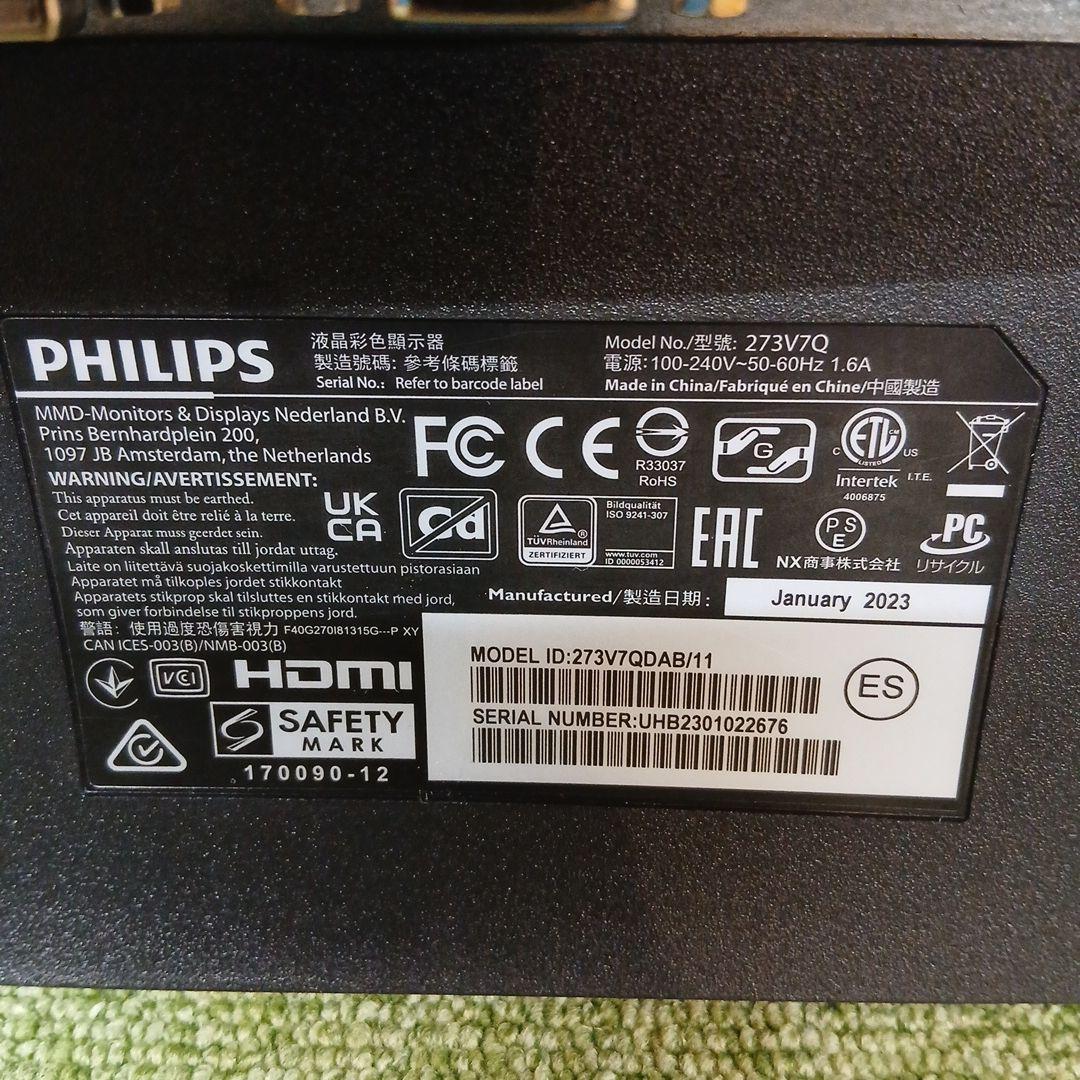 PHILIPS
液晶彩色顯示器
製造號碼: 參考條碼標籤
Serial No.: Refer to barcode label
Model No./型號: 273V7Q
電源: 100-240V~50-60Hz 1.6A
Made in China/Fabriqué en Chine/中國製造
MMD-Monitors & Displays Nederland B.V.
Prins Bernhardplein 200,
1097 JB Amsterdam, the Netherlands
WARNING/AVERTISSEMENT:
This apparatus must be earthed.
Cet appareil doit être relié à la terre.
Dieser Apparat muss geerdet sein.
Apparaten skall anslutas till jordat uttag.
Laite on liitettävä suojakoskettimilla varustettuun pistorasiaan
Apparatet må tilkoples jordet stikkontakt
Apparatets stikprop skal tilsluttes en stikkontakt med jord,
som giver forbindelse til stikproppens jord.
警語: 使用過度恐傷害視力 F40G270I81315G---P XY
CAN ICES-003(B)/NMB-003(B)
FC
CE
R33037
RoHS
G
C ETL CM US
LISTED
Intertek
I.T.E.
4006875
UK
CA
Cd
TÜVRheinland
®
ZERTIFIZIERT
Bildqualität
ISO 9241-307
www.tuv.com
ID 0000053412
EAC
PS
E
NX商事株式会社
PC
リサイクル
Manufactured/製造日期:
January 2023
VCI
HDMI
SAFETY
MARK
170090-12
MODEL ID:273V7QDAB/11
SERIAL NUMBER:UHB2301022676
ES